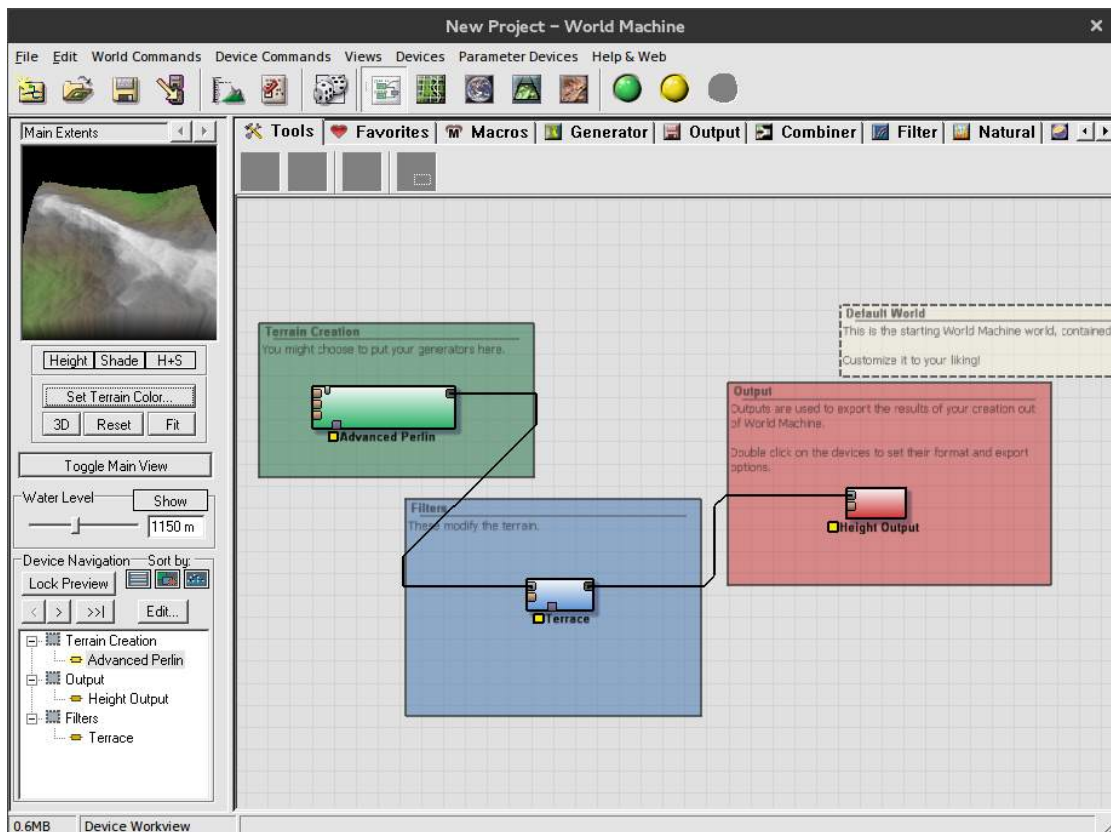 New Project – World Machine
File Edit World Commands Device Commands Views Devices Parameter Devices Help & Web
Main Extents
Tools Favorites Macros Generator Output Combiner Filter Natural
Height Shade H+S
Set Terrain Color...
3D Reset Fit
Toggle Main View
Water Level Show
1150 m
Device Navigation Sort by:
Lock Preview
< > >>| Edit...
Terrain Creation
Advanced Perlin
Output
Height Output
Filters
Terrace
Default World
This is the starting World Machine world, contained
Customize it to your liking!
Terrain Creation
You might choose to put your generators here.
Advanced Perlin
Output
Outputs are used to export the results of your creation out
of World Machine.
Double click on the devices to set their format and export
options.
Height Output
Filters
These modify the terrain.
Terrace
0.6MB Device Workview